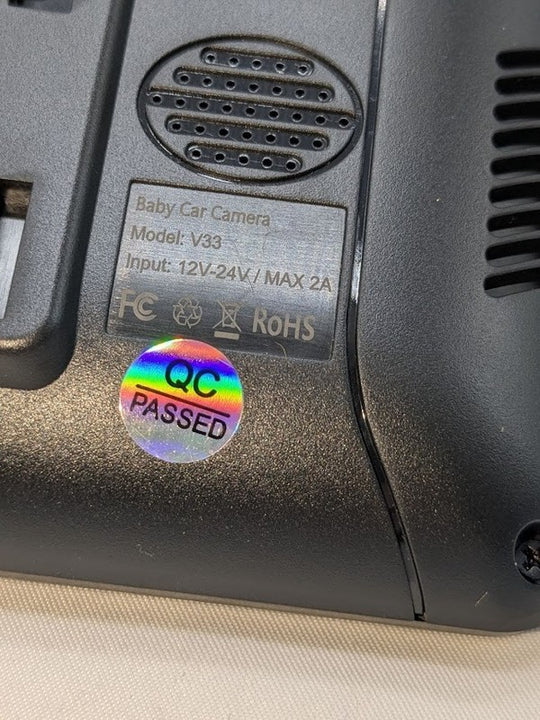 Baby Car Camera
Model: V33
Input: 12V-24V / MAX 2A
FC RoHS
QC
PASSED